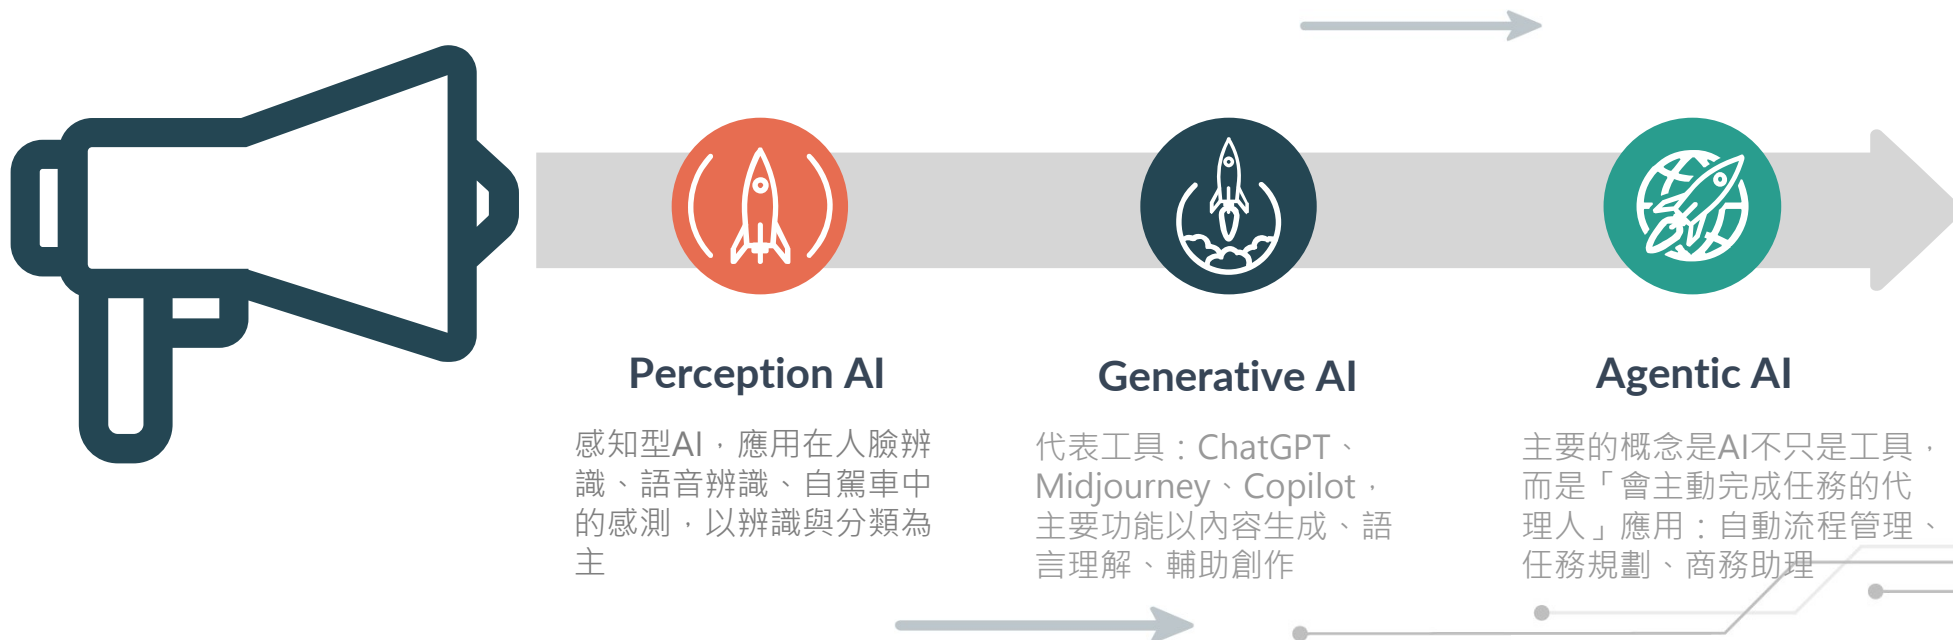 Perception AI
感知型AI，應用在人臉辨
識、語音辨識、自駕車中
的感測，以辨識與分類為
主
Generative AI
代表工具：ChatGPT、
Midjourney、Copilot，
主要功能以內容生成、語
言理解、輔助創作
Agentic AI
主要的概念是AI不只是工具，
而是「會主動完成任務的代
理人」應用：自動流程管理、
任務規劃、商務助理